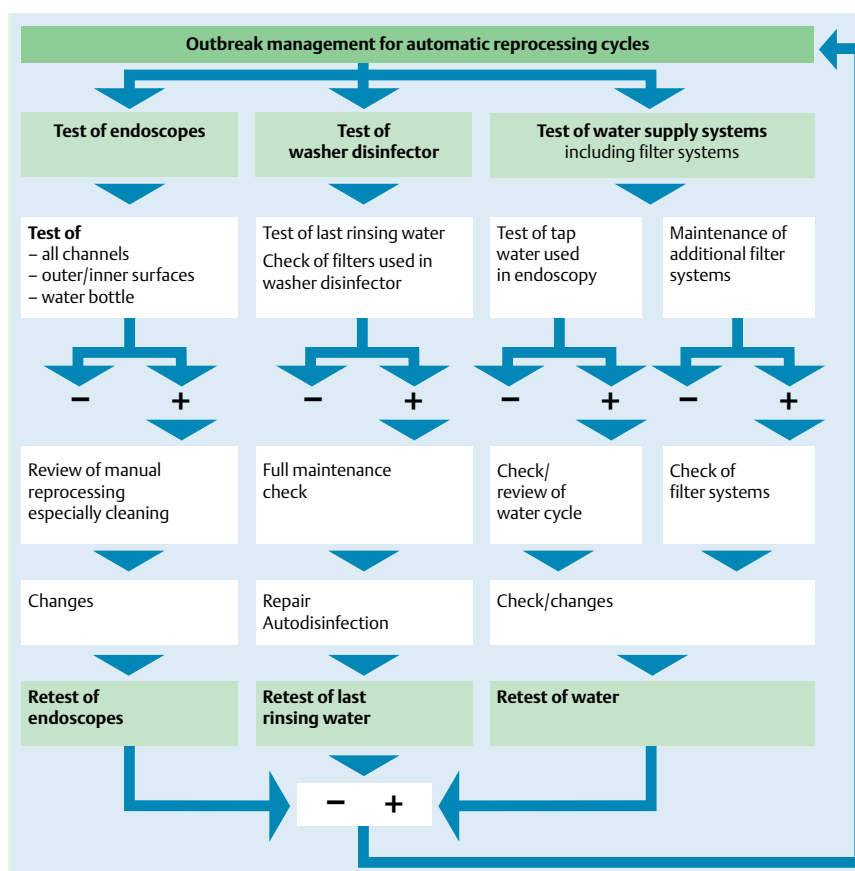 Outbreak management for automatic reprocessing cycles
Test of endoscopes
Test of
washer disinfector
Test of water supply systems
including filter systems
Test of
– all channels
– outer/inner surfaces
– water bottle
Test of last rinsing water
Check of filters used in
washer disinfector
Test of tap
water used
in endoscopy
Maintenance of
additional filter
systems
– +
– +
– +
– +
Review of manual
reprocessing
especially cleaning
Full maintenance
check
Check/
review of
water cycle
Check of
filter systems
Changes
Repair
Autodisinfection
Check/changes
Retest of
endoscopes
Retest of last
rinsing water
Retest of water
– +